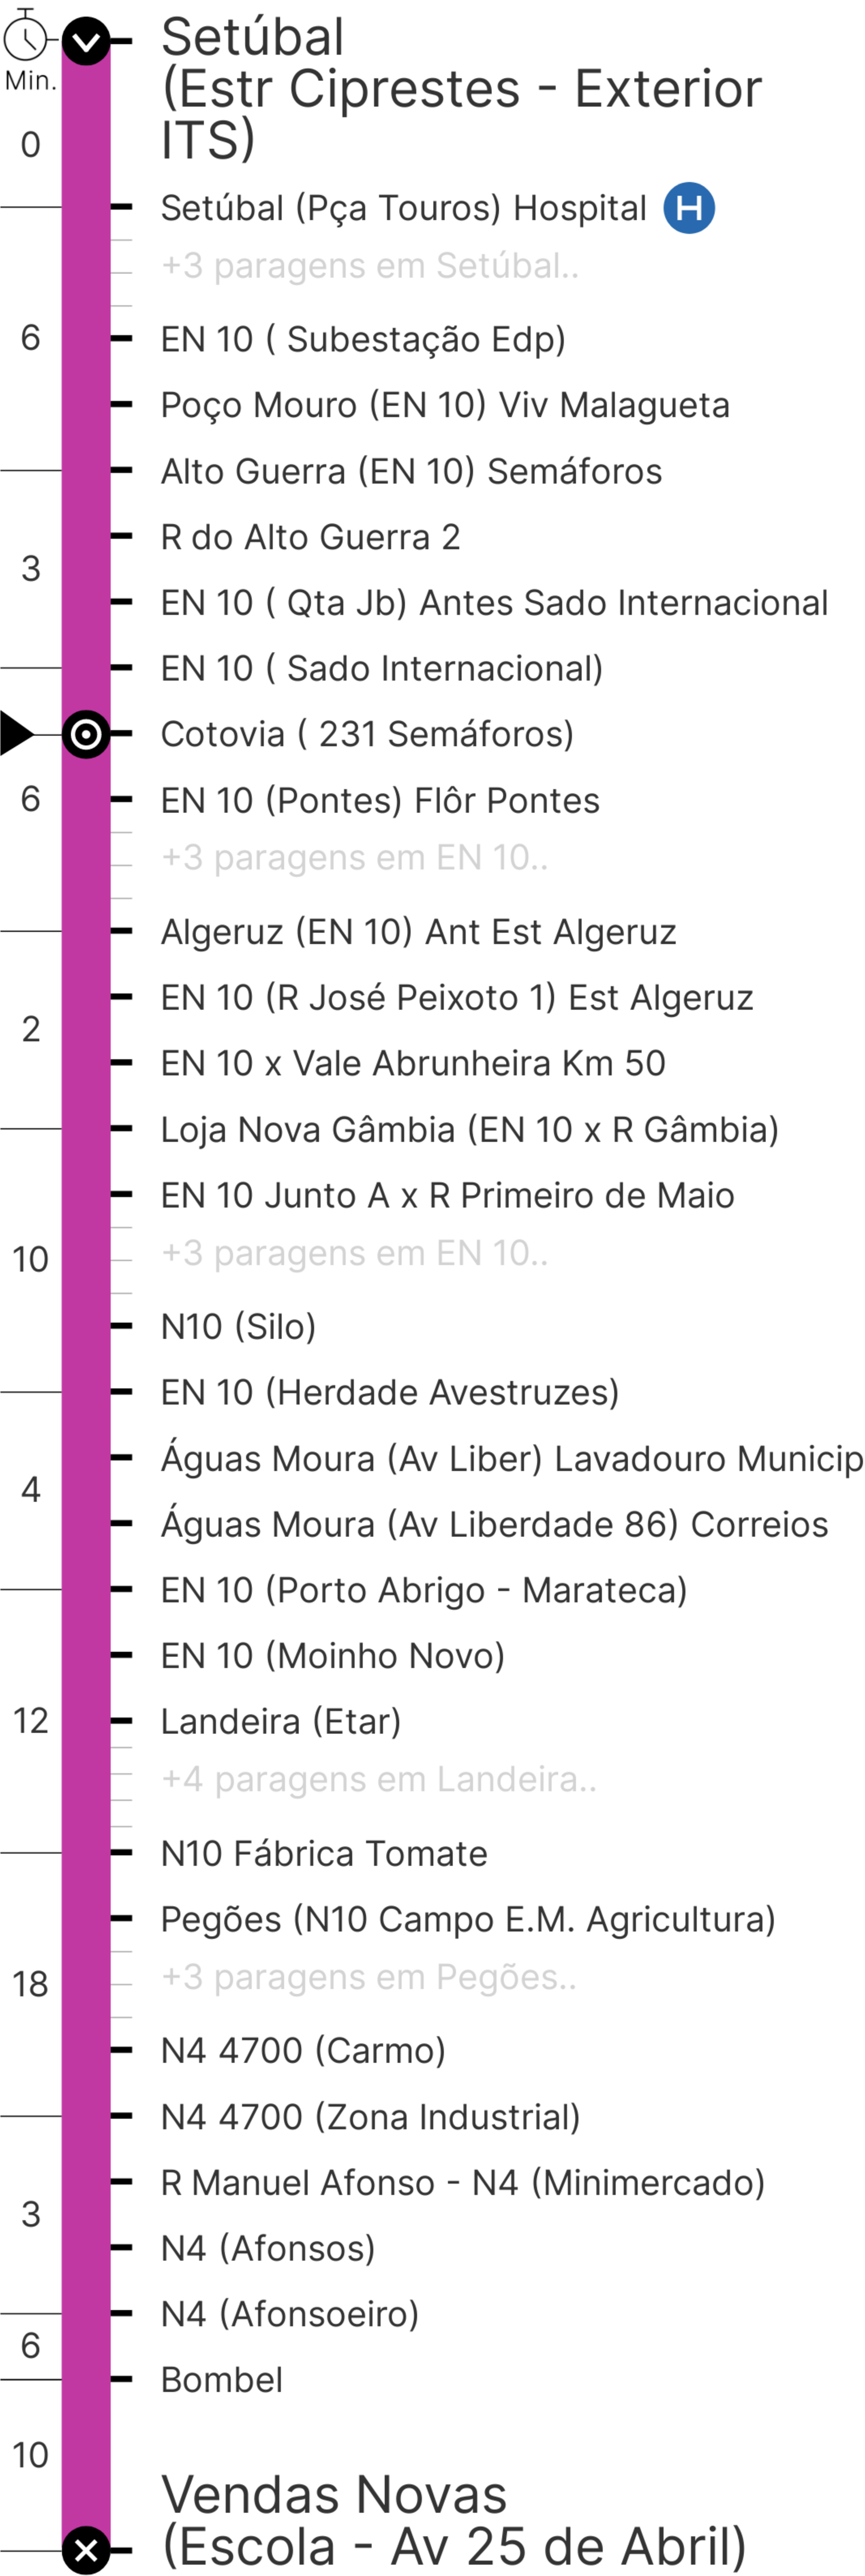 Min.
Setúbal
(Estr Ciprestes - Exterior
ITS)
0
Setúbal (Pça Touros) Hospital H
+3 paragens em Setúbal..
6
EN 10 ( Subestação Edp)
Poço Mouro (EN 10) Viv Malagueta
Alto Guerra (EN 10) Semáforos
R do Alto Guerra 2
3
EN 10 ( Qta Jb) Antes Sado Internacional
EN 10 ( Sado Internacional)
Cotovia ( 231 Semáforos)
6
EN 10 (Pontes) Flôr Pontes
+3 paragens em EN 10..
Algeruz (EN 10) Ant Est Algeruz
EN 10 (R José Peixoto 1) Est Algeruz
2
EN 10 x Vale Abrunheira Km 50
Loja Nova Gâmbia (EN 10 x R Gâmbia)
EN 10 Junto A x R Primeiro de Maio
10
+3 paragens em EN 10..
N10 (Silo)
EN 10 (Herdade Avestruzes)
Águas Moura (Av Liber) Lavadouro Municip
4
Águas Moura (Av Liberdade 86) Correios
EN 10 (Porto Abrigo - Marateca)
EN 10 (Moinho Novo)
12
Landeira (Etar)
+4 paragens em Landeira..
N10 Fábrica Tomate
Pegões (N10 Campo E.M. Agricultura)
18
+3 paragens em Pegões..
N4 4700 (Carmo)
N4 4700 (Zona Industrial)
R Manuel Afonso - N4 (Minimercado)
3
N4 (Afonsos)
N4 (Afonsoeiro)
6
Bombel
10
Vendas Novas
(Escola - Av 25 de Abril)